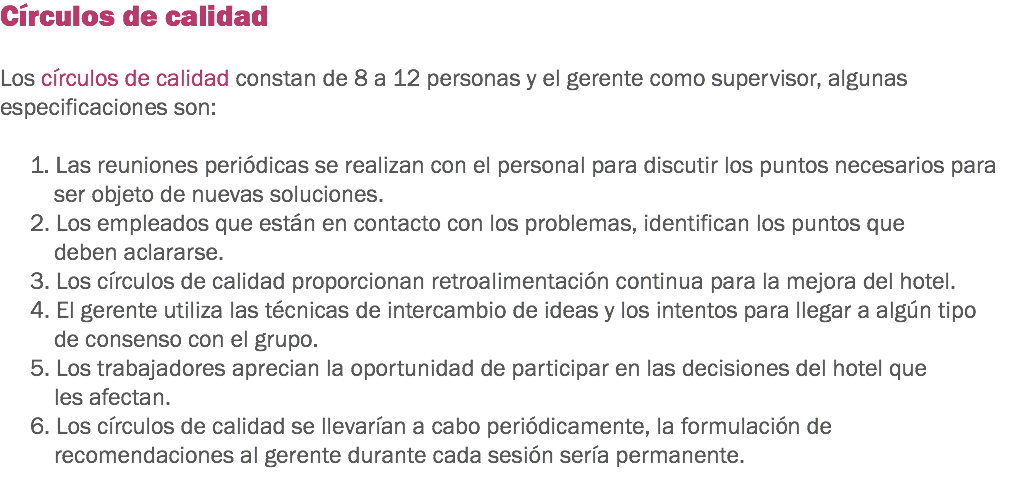 Círculos de calidad
Los círculos de calidad constan de 8 a 12 personas y el gerente como supervisor, algunas
especificaciones son:
1. Las reuniones periódicas se realizan con el personal para discutir los puntos necesarios para
ser objeto de nuevas soluciones.
2. Los empleados que están en contacto con los problemas, identifican los puntos que
deben aclararse.
3. Los círculos de calidad proporcionan retroalimentación continua para la mejora del hotel.
4. El gerente utiliza las técnicas de intercambio de ideas y los intentos para llegar a algún tipo
de consenso con el grupo.
5. Los trabajadores aprecian la oportunidad de participar en las decisiones del hotel que
les afectan.
6. Los círculos de calidad se llevarían a cabo periódicamente, la formulación de
recomendaciones al gerente durante cada sesión sería permanente.